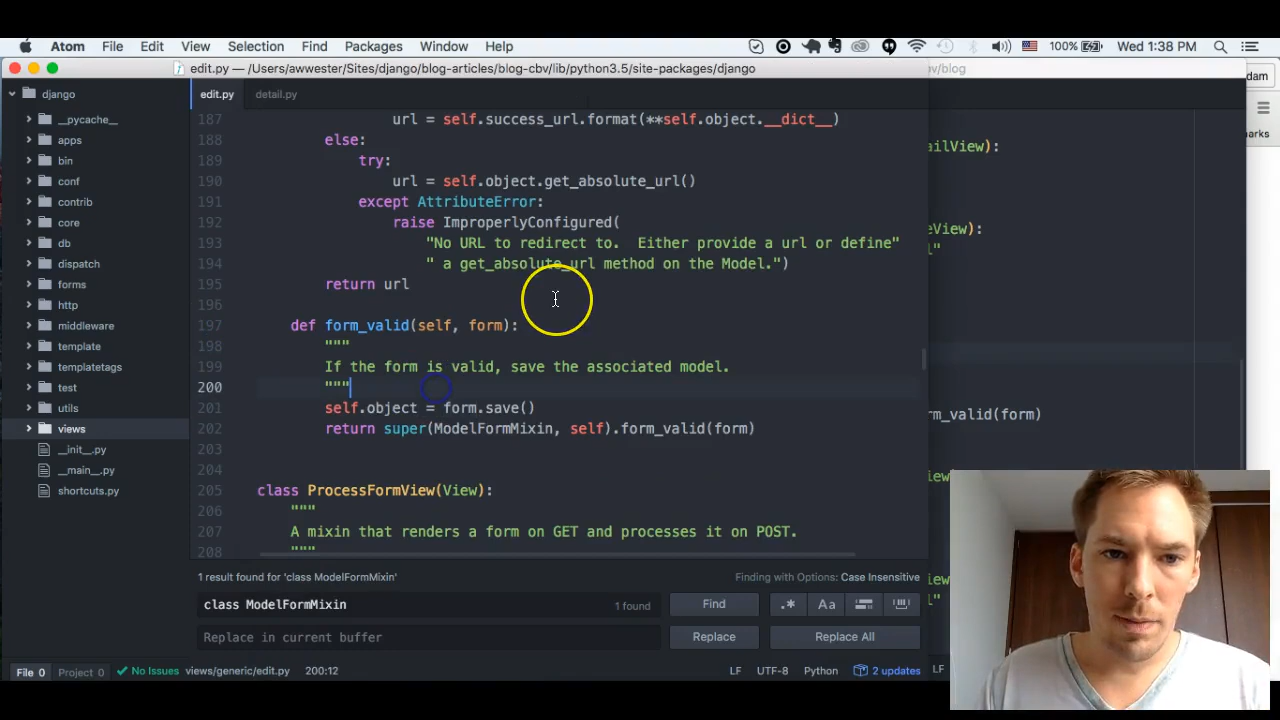 Atom File Edit View Selection Find Packages Window Help 100% Wed 1:38 PM
edit.py — /Users/awwester/Sites/django/blog-articles/blog-cbv/lib/python3.5/site-packages/django
bv/blog
dam
django
edit.py
detail.py
__pycache__
apps
bin
conf
contrib
core
db
dispatch
forms
http
middleware
template
templatetags
test
utils
views
__init__.py
__main__.py
shortcuts.py
187 url = self.success_url.format(**self.object.__dict__)
188 else:
189 try:
190 url = self.object.get_absolute_url()
191 except AttributeError:
192 raise ImproperlyConfigured(
193 "No URL to redirect to.  Either provide a url or define"
194 " a get_absolute_url method on the Model.")
195 return url
196
197 def form_valid(self, form):
198 """
199 If the form is valid, save the associated model.
200 """
201 self.object = form.save()
202 return super(ModelFormMixin, self).form_valid(form)
203
204
205 class ProcessFormView(View):
206 """
207 A mixin that renders a form on GET and processes it on POST.
208 """
arks
ailView):
eView):
l"
rm_valid(form)
iew
iew
l"
1 result found for 'class ModelFormMixin'
Finding with Options: Case Insensitive
class ModelFormMixin
1 found
Find
.*
Aa
Replace in current buffer
Replace
Replace All
File 0 Project 0 No Issues views/generic/edit.py 200:12 LF UTF-8 Python 2 updates LF